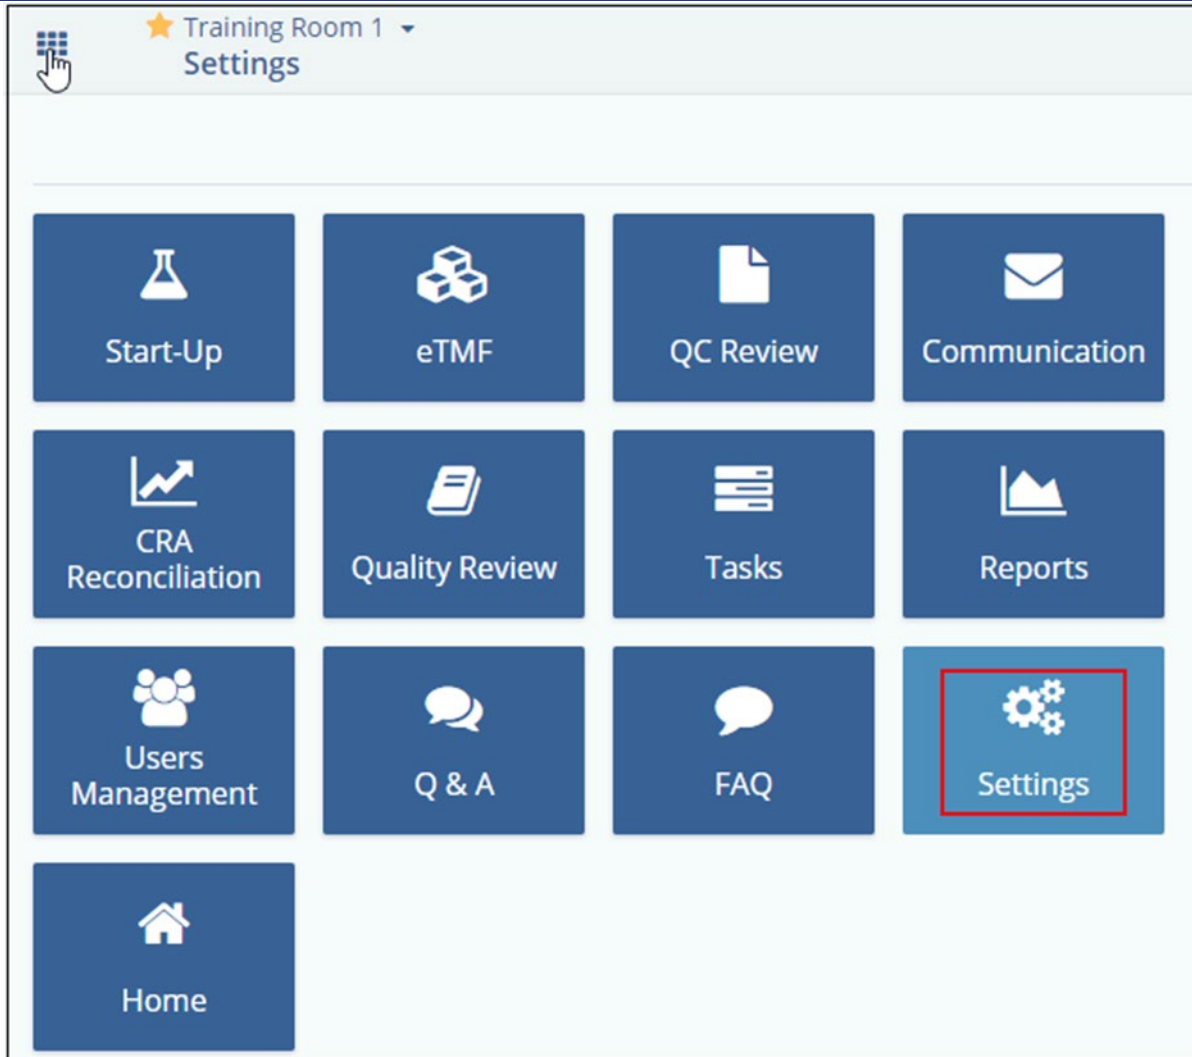 Training Room 1
Settings
Start-Up
eTMF
QC Review
Communication
CRA
Reconciliation
Quality Review
Tasks
Reports
Users
Management
Q & A
FAQ
Settings
Home